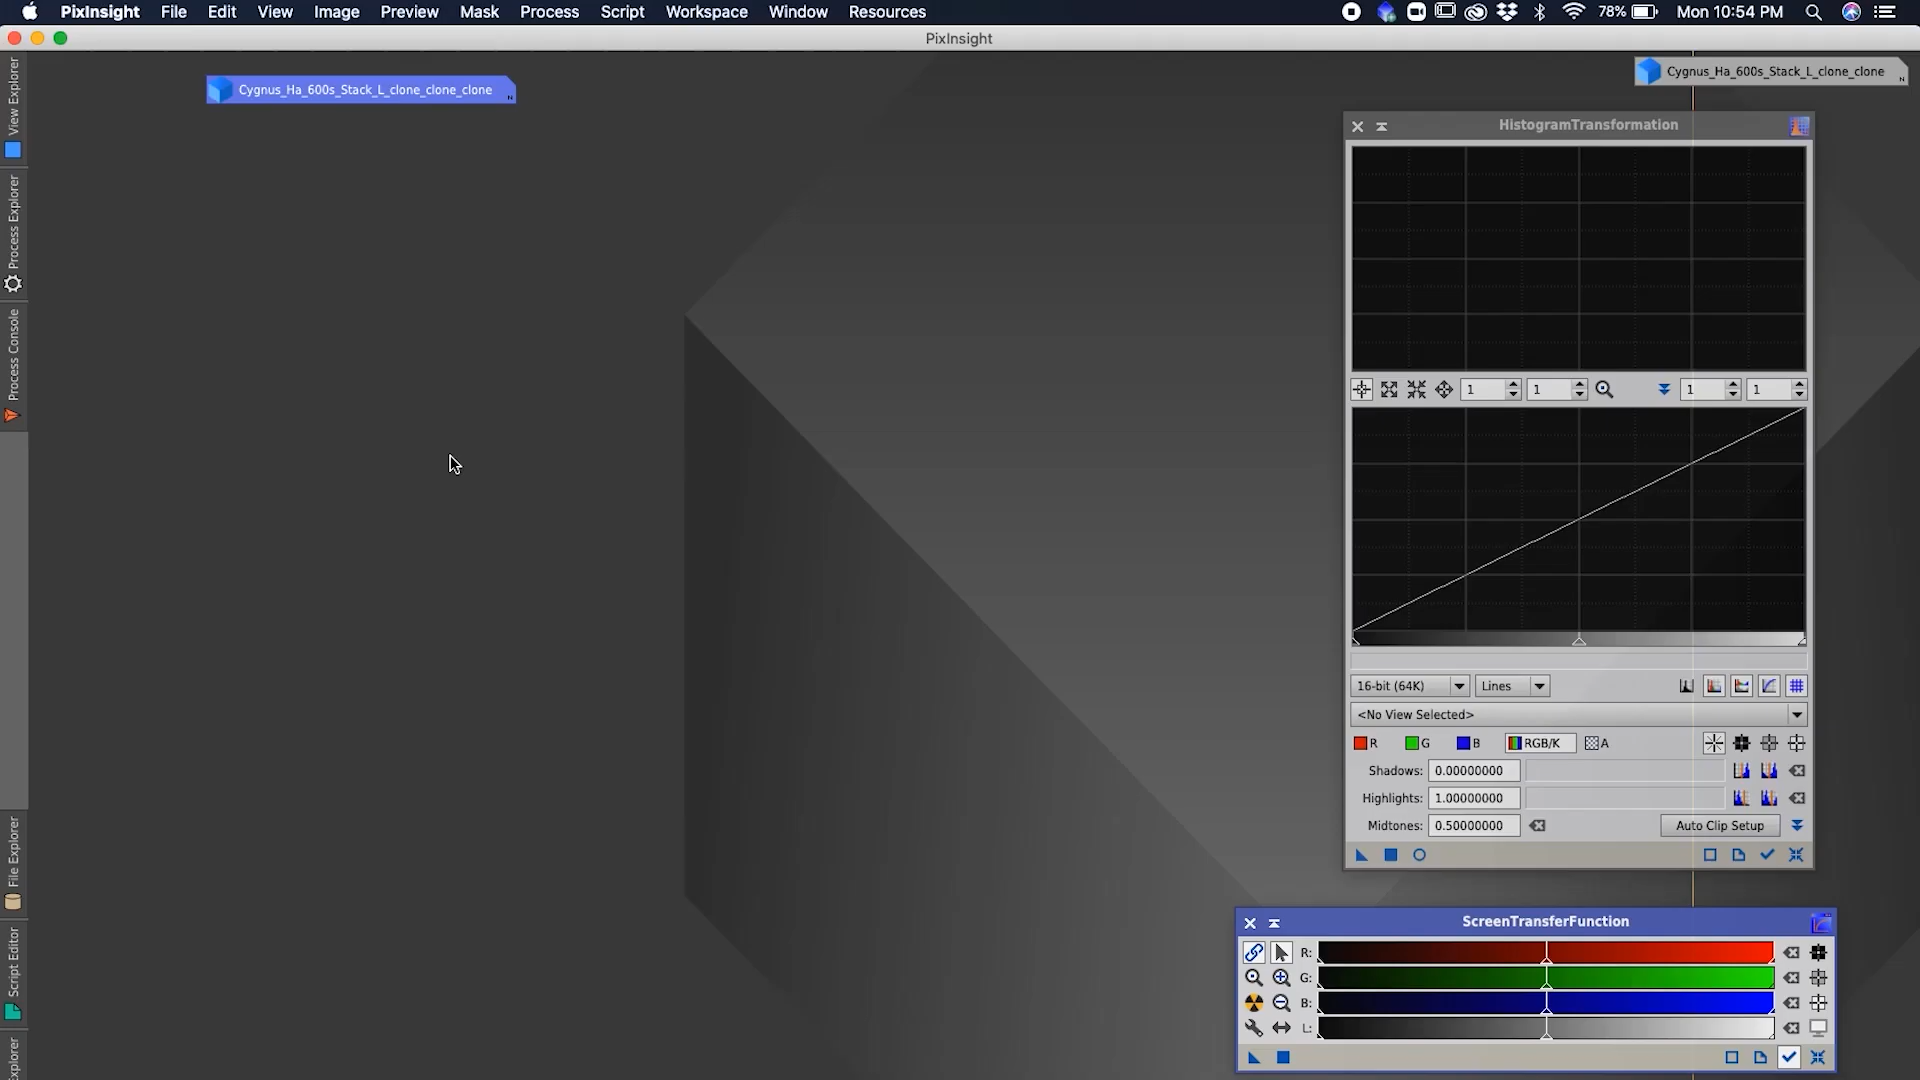 PixInsight File Edit View Image Preview Mask Process Script Workspace Window Resources 78% Mon 10:54 PM
PixInsight
View Explorer
Process Explorer
Process Console
File Explorer
Script Editor
Explorer
Cygnus_Ha_600s_Stack_L_clone_clone_clone
N
Cygnus_Ha_600s_Stack_L_clone_clone
N
HistogramTransformation
1 1 1 1
16-bit (64K) Lines
<No View Selected>
R G B RGB/K A
Shadows: 0.00000000
Highlights: 1.00000000
Midtones: 0.50000000 Auto Clip Setup
ScreenTransferFunction
R:
G:
B:
L: